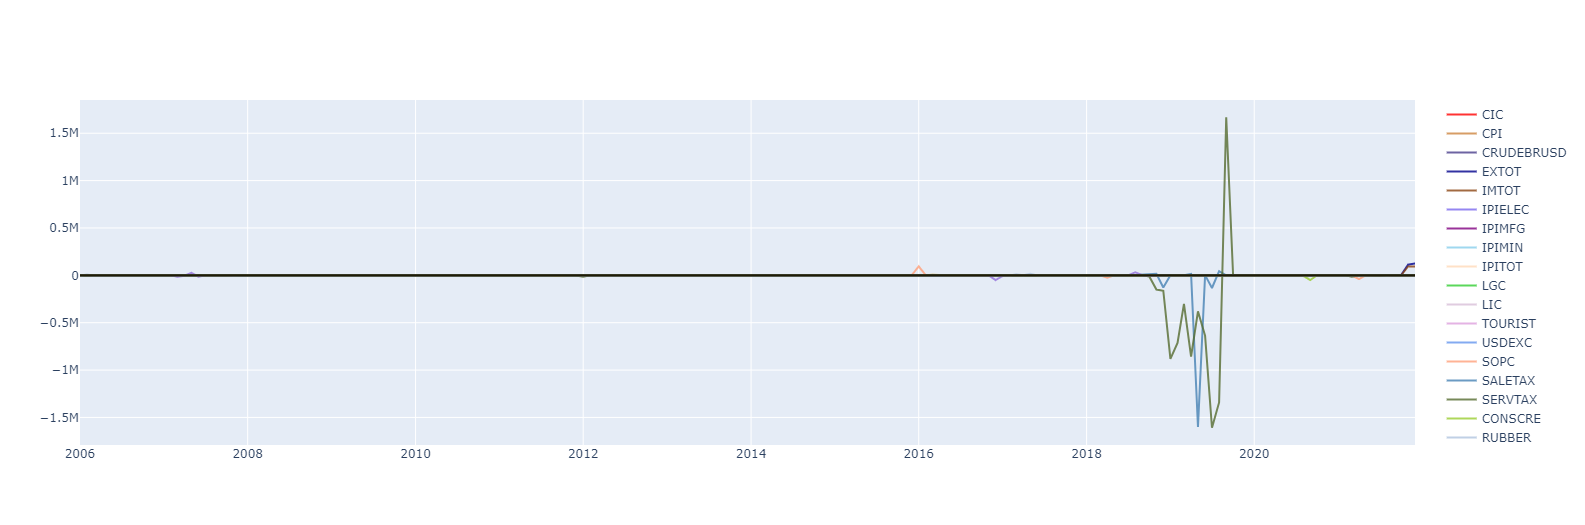 1.5M
1M
0.5M
0
−0.5M
−1M
−1.5M
2006 2008 2010 2012 2014 2016 2018 2020
CIC
CPI
CRUDEBRUSD
EXTOT
IMTOT
IPIELEC
IPIMFG
IPIMIN
IPITOT
LGC
LIC
TOURIST
USDEXC
SOPC
SALETAX
SERVTAX
CONSCRE
RUBBER